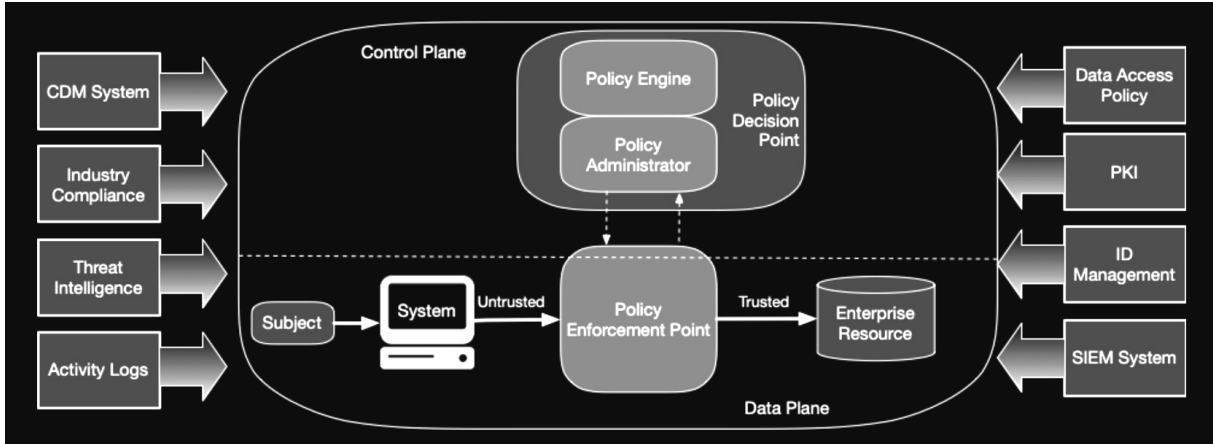 Control Plane
CDM System
Industry
Compliance
Threat
Intelligence
Activity Logs
Policy Engine
Policy
Administrator
Policy
Decision
Point
Subject
System
Untrusted
Policy
Enforcement Point
Trusted
Enterprise
Resource
Data Plane
Data Access
Policy
PKI
ID
Management
SIEM System